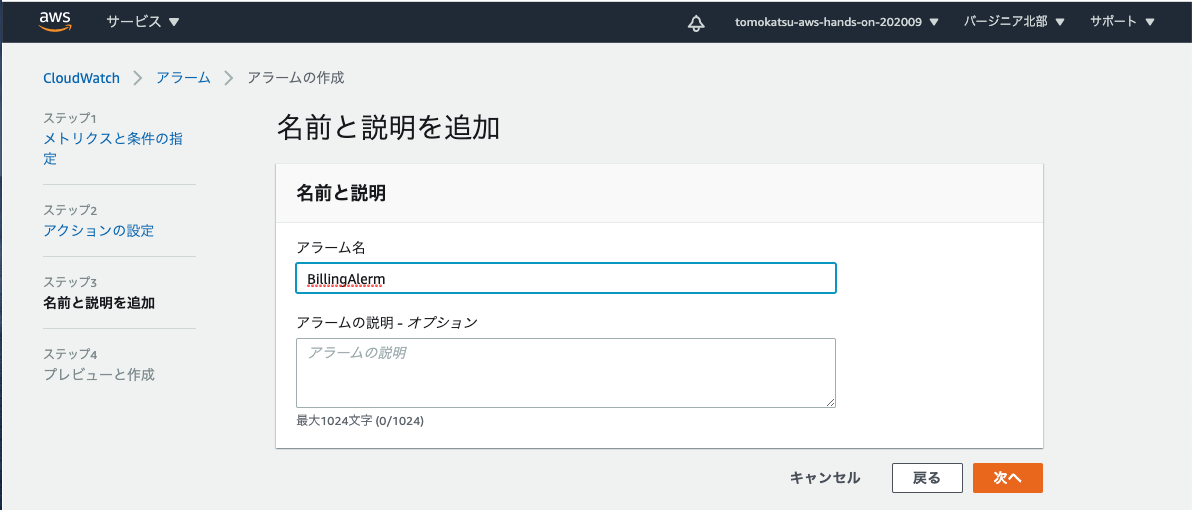 aws サービス ▼ tomokatsu-aws-hands-on-202009 ▼ バージニア北部 ▼ サポート ▼
CloudWatch > アラーム > アラームの作成
ステップ1
メトリクスと条件の指
定
ステップ2
アクションの設定
ステップ3
名前と説明を追加
ステップ4
プレビューと作成
名前と説明を追加
名前と説明
アラーム名
BillingAlerm
アラームの説明 - オプション
アラームの説明
最大1024文字 (0/1024)
キャンセル 戻る 次へ